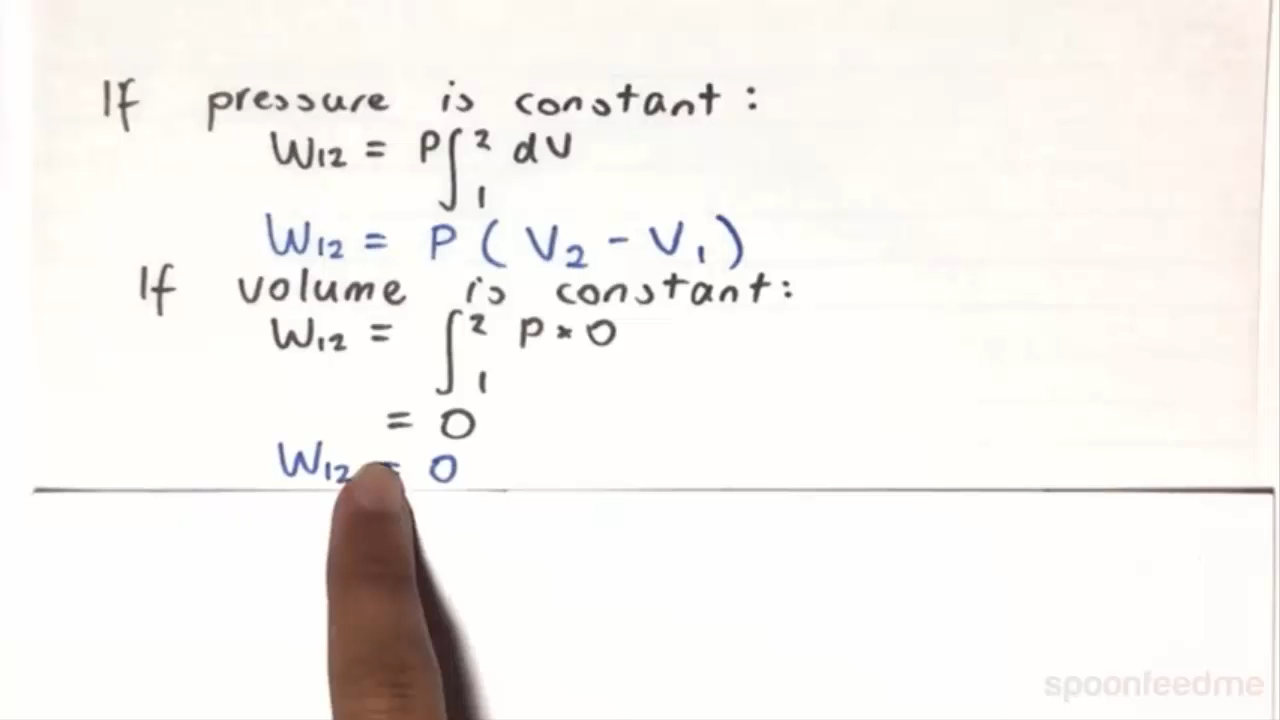 If pressure is constant:
W₁₂ = P∫₁² dV
W₁₂ = P (V₂ - V₁)
If volume is constant:
W₁₂ = ∫₁² P × 0
= 0
W₁₂ = 0
spoonfeedme